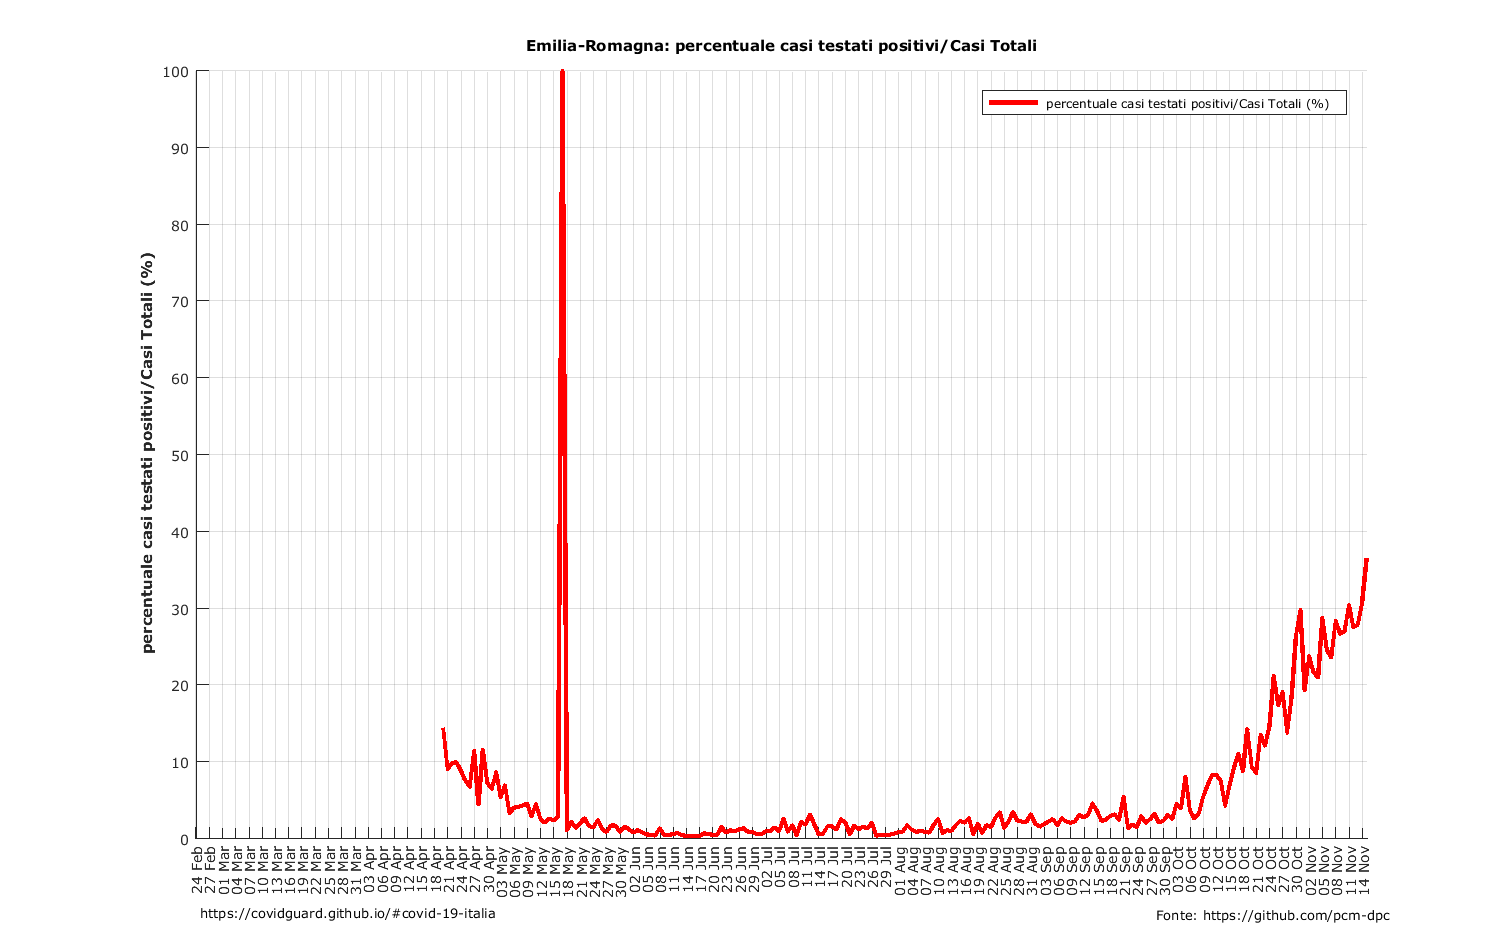 Emilia-Romagna: percentuale casi testati positivi/Casi Totali
percentuale casi testati positivi/Casi Totali (%)
percentuale casi testati positivi/Casi Totali (%)
100
90
80
70
60
50
40
30
20
10
0
24 Feb
27 Feb
01 Mar
04 Mar
07 Mar
10 Mar
13 Mar
16 Mar
19 Mar
22 Mar
25 Mar
28 Mar
31 Mar
03 Apr
06 Apr
09 Apr
12 Apr
15 Apr
18 Apr
21 Apr
24 Apr
27 Apr
30 Apr
03 May
06 May
09 May
12 May
15 May
18 May
21 May
24 May
27 May
30 May
02 Jun
05 Jun
08 Jun
11 Jun
14 Jun
17 Jun
20 Jun
23 Jun
26 Jun
29 Jun
02 Jul
05 Jul
08 Jul
11 Jul
14 Jul
17 Jul
20 Jul
23 Jul
26 Jul
29 Jul
01 Aug
04 Aug
07 Aug
10 Aug
13 Aug
16 Aug
19 Aug
22 Aug
25 Aug
28 Aug
31 Aug
03 Sep
06 Sep
09 Sep
12 Sep
15 Sep
18 Sep
21 Sep
24 Sep
27 Sep
30 Sep
03 Oct
06 Oct
09 Oct
12 Oct
15 Oct
18 Oct
21 Oct
24 Oct
27 Oct
30 Oct
02 Nov
05 Nov
08 Nov
11 Nov
14 Nov
https://covidguard.github.io/#covid-19-italia
Fonte: https://github.com/pcm-dpc